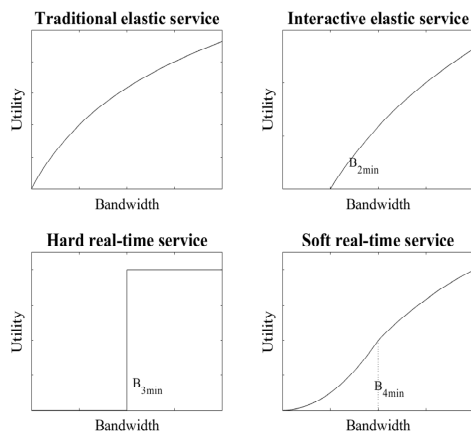 Traditional elastic service
Utility
Bandwidth
Interactive elastic service
Utility
B2min
Bandwidth
Hard real-time service
Utility
B3min
Bandwidth
Soft real-time service
Utility
B4min
Bandwidth